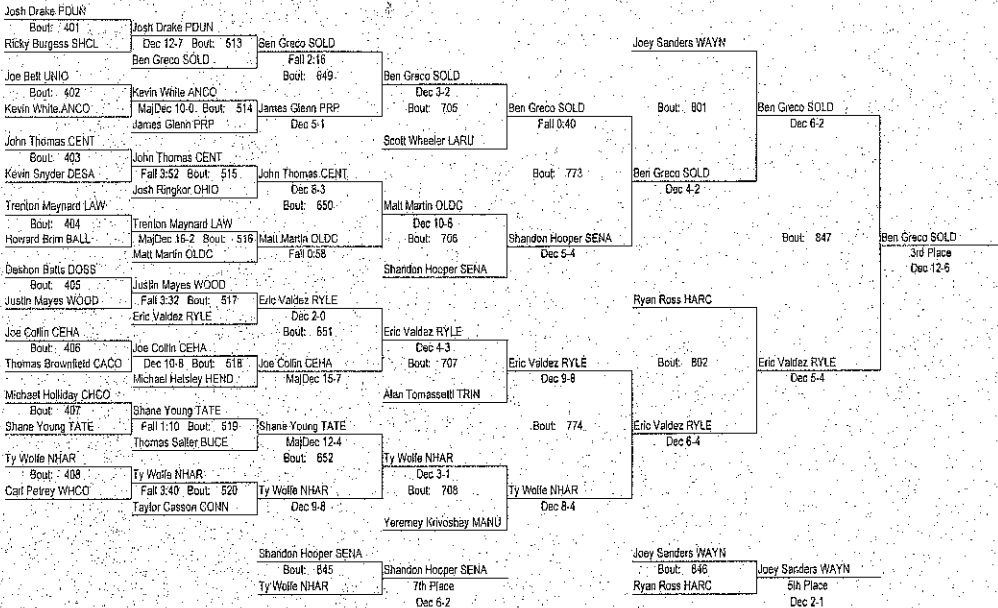 Josh Drake PDUN
Bout: 401
Ricky Burgess SHCL
Joe Bell UNIO
Bout: 402
Kevin White ANCO
John Thomas CENT
Bout: 403
Kevin Snyder DESA
Trenton Maynard LAW
Bout: 404
Howard Brim BALL
Deshon Batts DOSS
Bout: 405
Justin Mayes WOOD
Joe Collin CEHA
Bout: 406
Thomas Brownfield CACO
Michael Holliday CHCO
Bout: 407
Shane Young TATE
Ty Wolfe NHAR
Bout: 408
Carl Petrey WHCO
Josh Drake PDUN
Dec 12-7 Bout: 513
Ben Greco SOLD
Kevin White ANCO
MajDec 10-0 Bout: 514
James Glenn PRP
John Thomas CENT
Fall 3:52 Bout: 515
Josh Ringkor OHIO
Trenton Maynard LAW
MajDec 16-2 Bout: 516
Matt Martin OLDC
Justin Mayes WOOD
Fall 3:32 Bout: 517
Eric Valdez RYLE
Joe Collin CEHA
Dec 10-8 Bout: 518
Michael Helsley HEND
Shane Young TATE
Fall 1:10 Bout: 519
Thomas Salter BUCE
Ty Wolfe NHAR
Fall 3:40 Bout: 520
Taylor Casson CONN
Ben Greco SOLD
Fall 2:16
Bout: 649
James Glenn PRP
Dec 5-1
John Thomas CENT
Dec 8-3
Bout: 650
Matt Martin OLDC
Fall 0:58
Eric Valdez RYLE
Dec 2-0
Bout: 651
Joe Collin CEHA
MajDec 15-7
Shane Young TATE
MajDec 12-4
Bout: 652
Ty Wolfe NHAR
Dec 9-8
Ben Greco SOLD
Dec 3-2
Bout: 705
Scott Wheeler LARU
Matt Martin OLDC
Dec 10-6
Bout: 706
Shandon Hooper SENA
Eric Valdez RYLE
Dec 4-3
Bout: 707
Alan Tomassetti TRIN
Ty Wolfe NHAR
Dec 3-1
Bout: 708
Yeremey Krivoshey MANU
Ben Greco SOLD
Fall 0:40
Bout: 773
Shandon Hooper SENA
Dec 5-4
Eric Valdez RYLE
Dec 9-8
Bout: 774
Ty Wolfe NHAR
Dec 8-4
Joey Sanders WAYN
Bout: 801
Ben Greco SOLD
Dec 4-2
Ryan Ross HARC
Bout: 802
Eric Valdez RYLE
Dec 6-4
Ben Greco SOLD
Dec 6-2
Bout: 847
Eric Valdez RYLE
Dec 5-4
Ben Greco SOLD
3rd Place
Dec 12-6
Shandon Hooper SENA
Bout: 845
Ty Wolfe NHAR
Shandon Hooper SENA
7th Place
Dec 6-2
Joey Sanders WAYN
Bout: 846
Ryan Ross HARC
Joey Sanders WAYN
5th Place
Dec 2-1